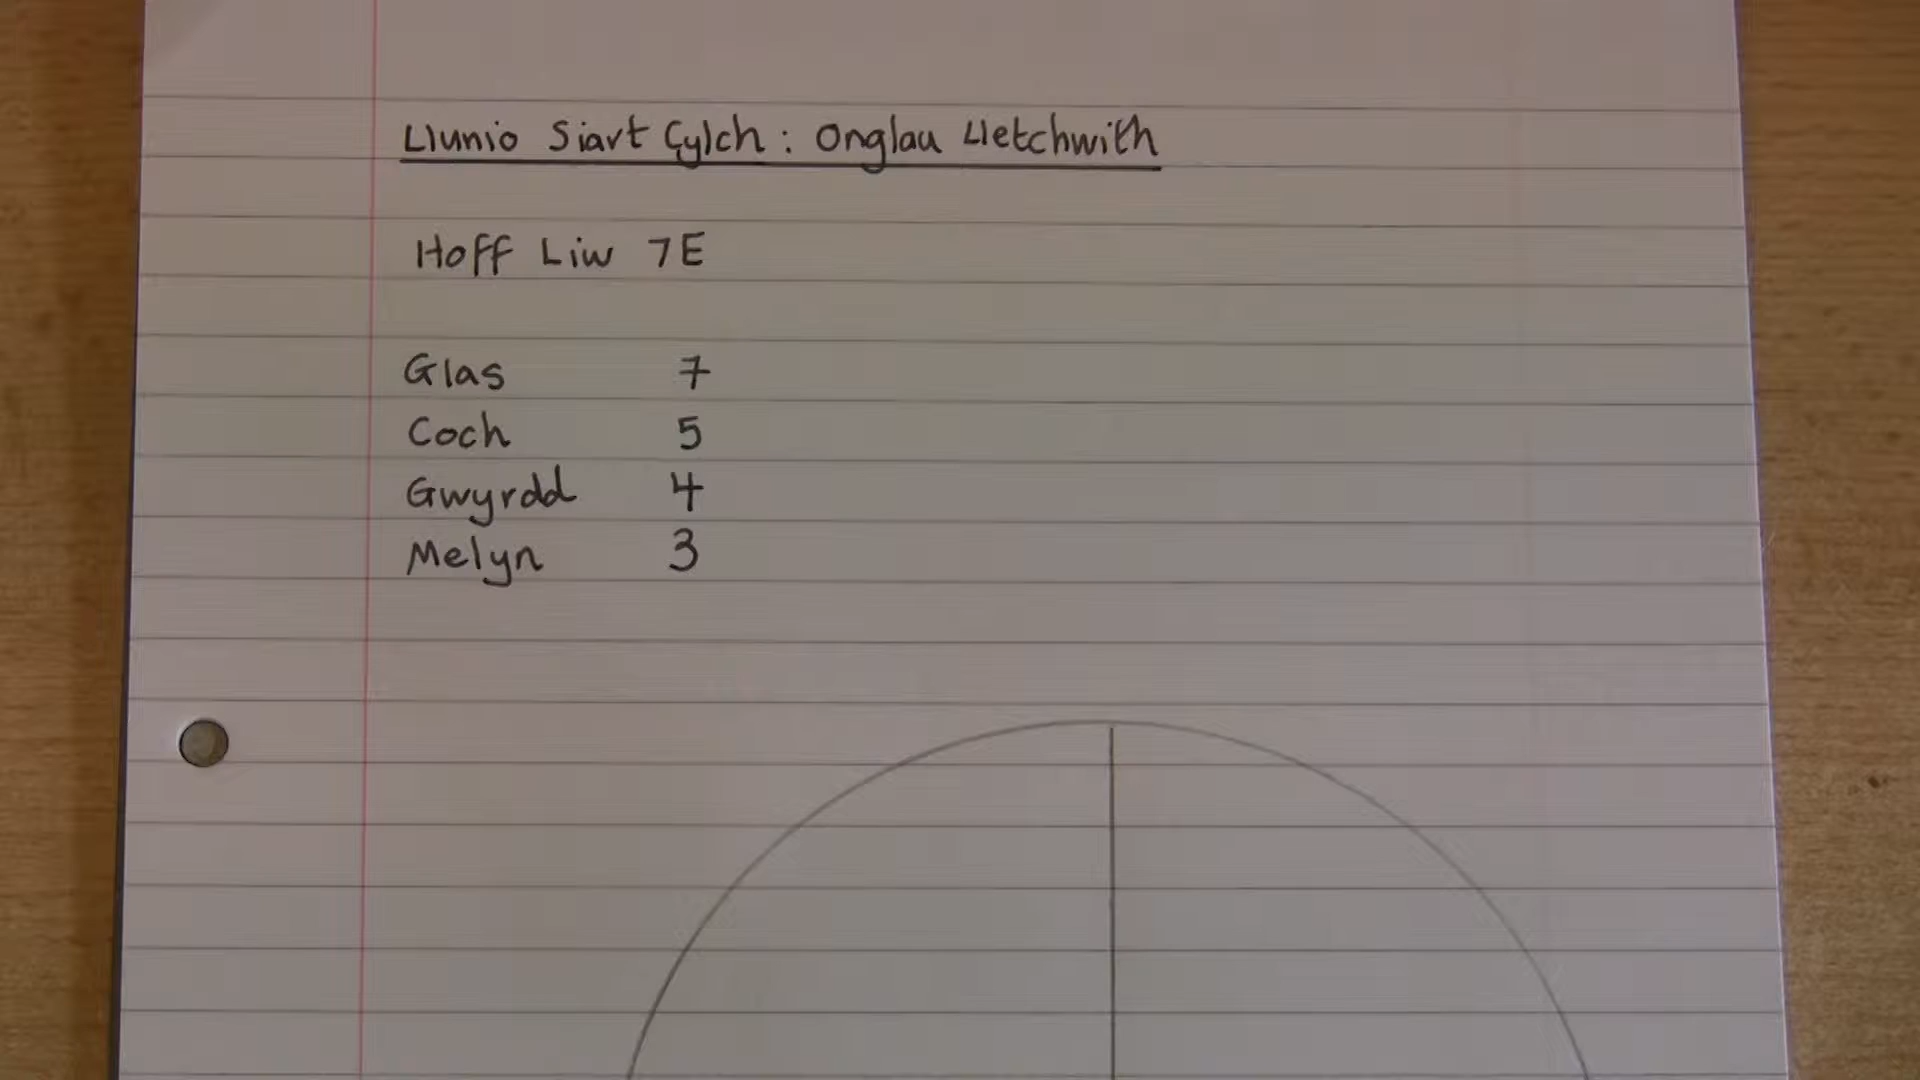 Llunio Siart Cylch: Onglau Lletchwith
Hoff Liw 7E
Glas 7
Coch 5
Gwyrdd 4
Melyn 3